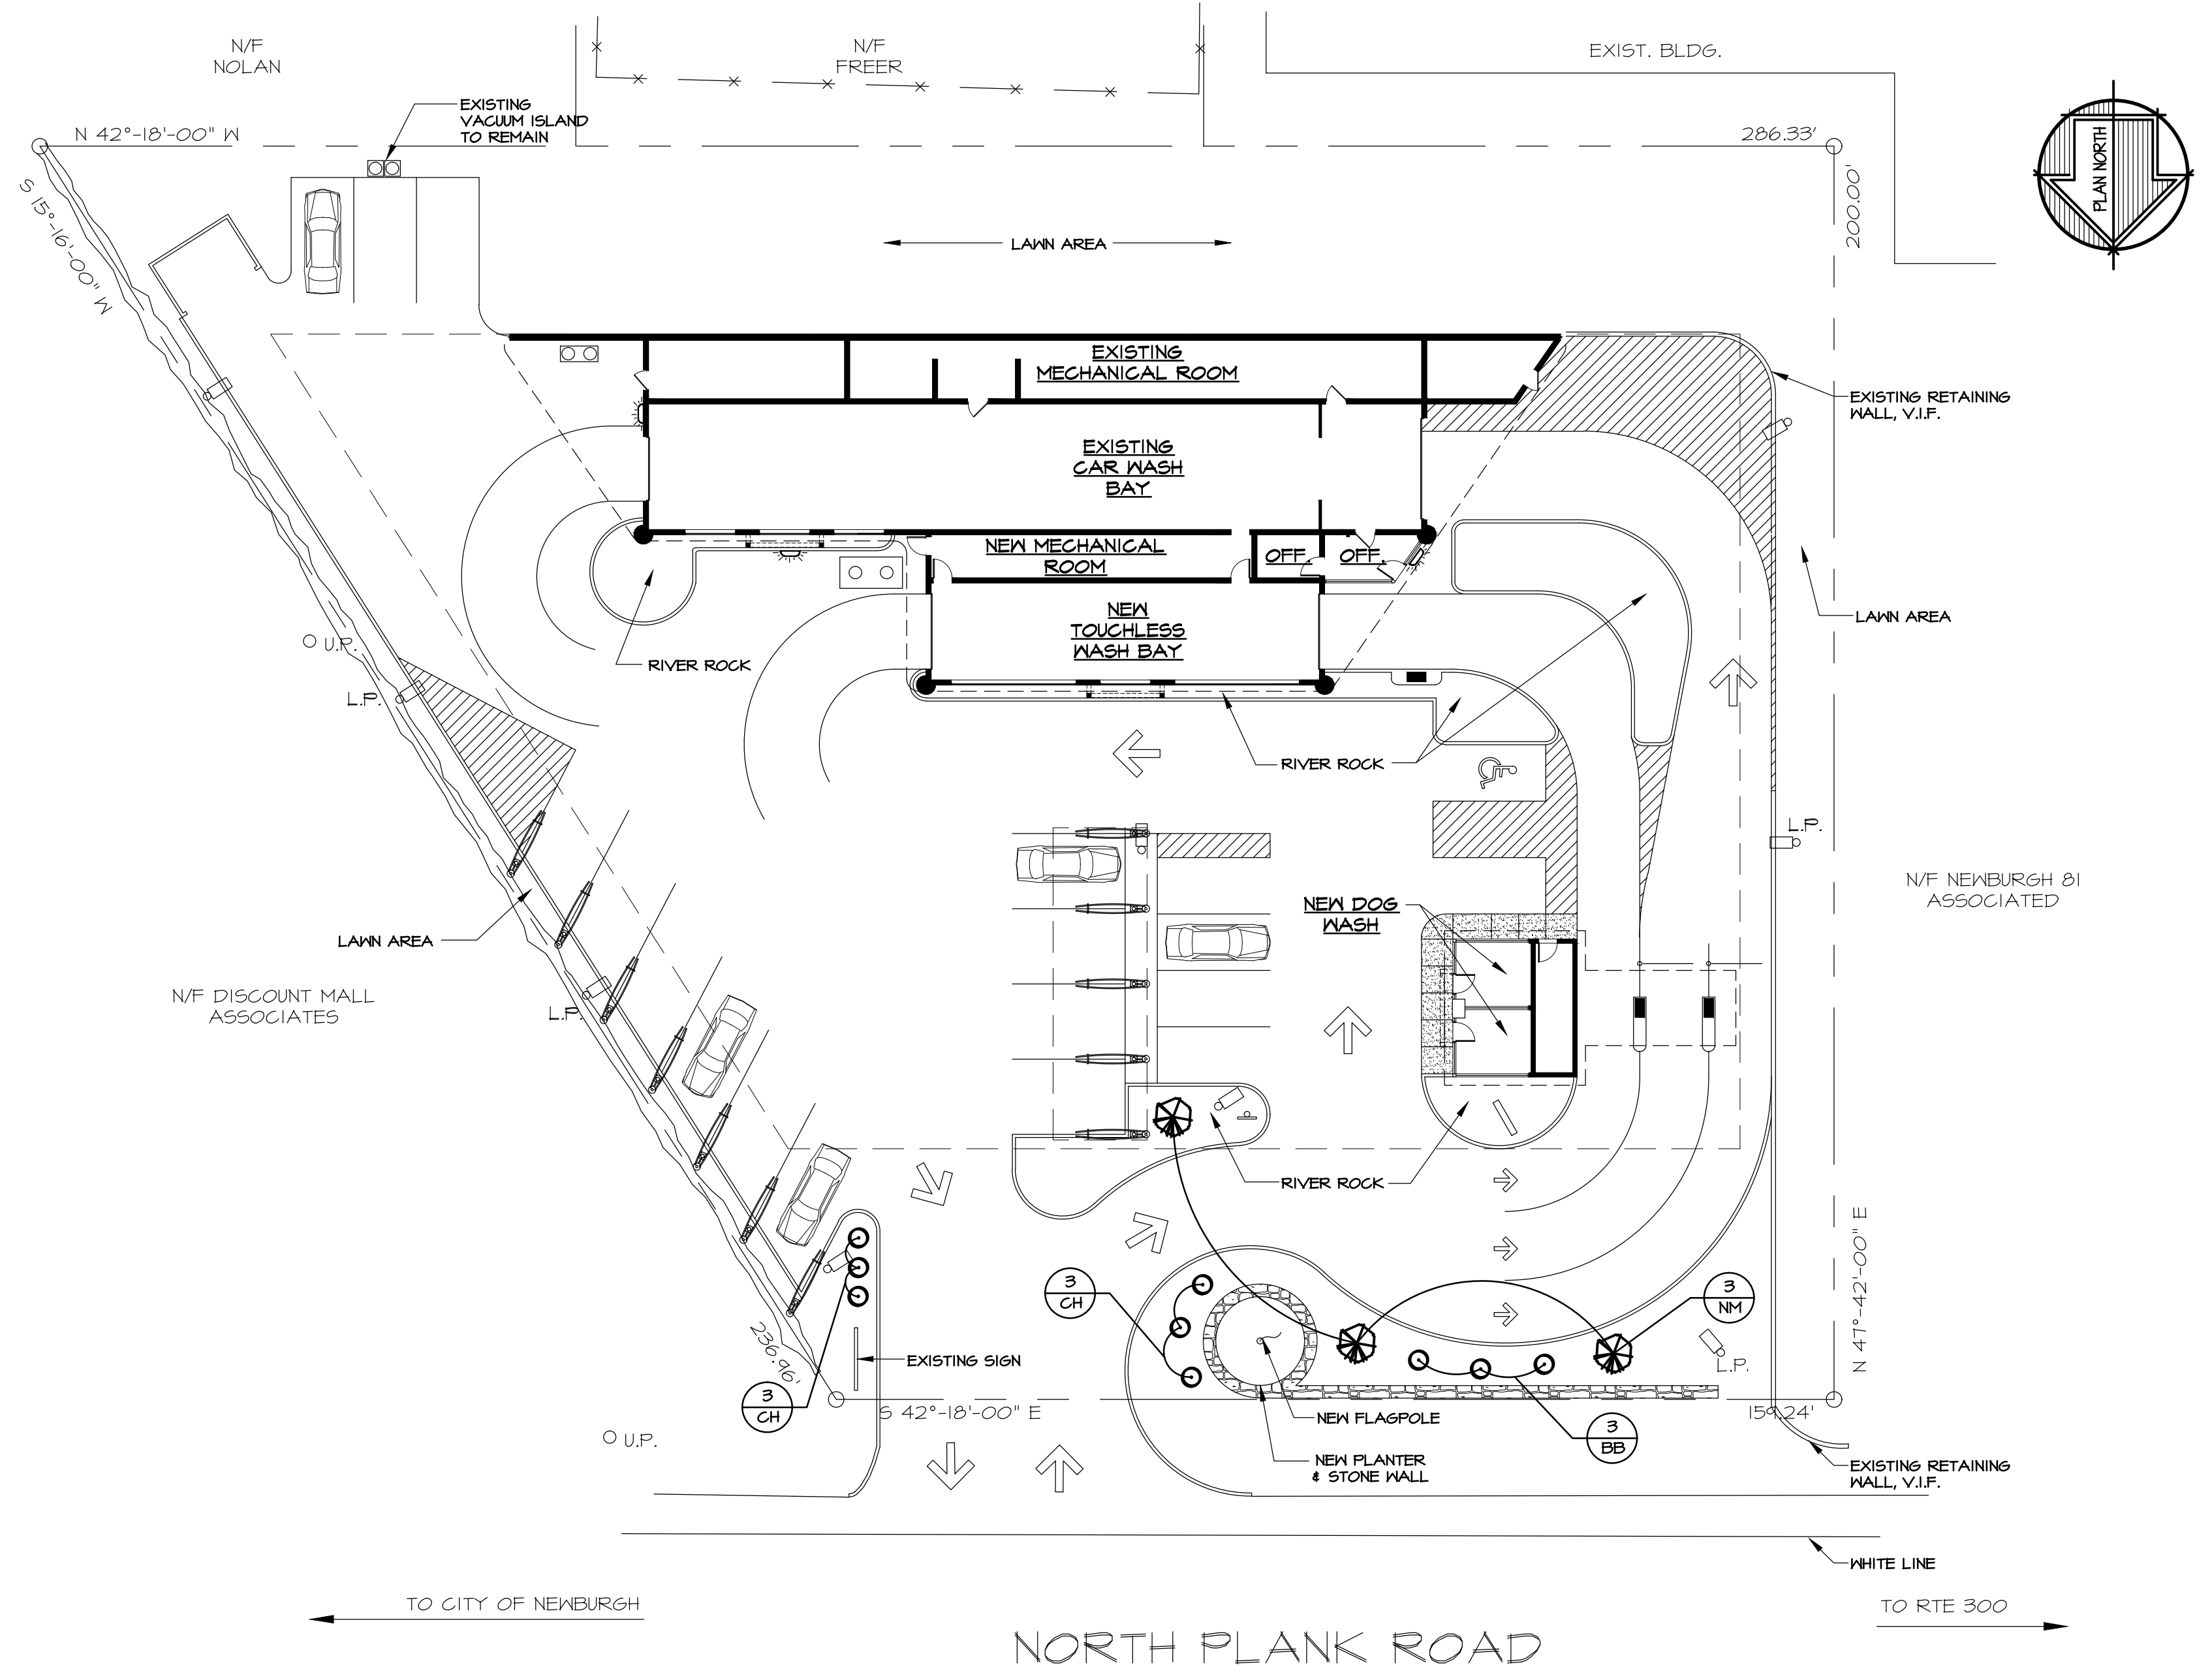 N/F
NOLAN
N/F
FREER
EXIST. BLDG.
EXISTING
VACUUM ISLAND
TO REMAIN
N 42°-18'-00" W
286.33'
PLAN NORTH
S 15°-16'-00" W
200.00'
LAWN AREA
EXISTING
MECHANICAL ROOM
EXISTING RETAINING
WALL, V.I.F.
EXISTING
CAR WASH
BAY
NEW MECHANICAL
ROOM
OFF.
OFF.
NEW
TOUCHLESS
WASH BAY
LAWN AREA
U.P.
RIVER ROCK
L.P.
RIVER ROCK
L.P.
N/F NEWBURGH 81
ASSOCIATED
NEW DOG
WASH
LAWN AREA
N/F DISCOUNT MALL
ASSOCIATES
L.P.
RIVER ROCK
N 47°-42'-00" E
3
CH
3
NM
236.96'
EXISTING SIGN
L.P.
3
CH
S 42°-18'-00" E
159.24'
NEW FLAGPOLE
3
BB
U.P.
NEW PLANTER
& STONE WALL
EXISTING RETAINING
WALL, V.I.F.
WHITE LINE
TO CITY OF NEWBURGH
TO RTE 300
NORTH PLANK ROAD